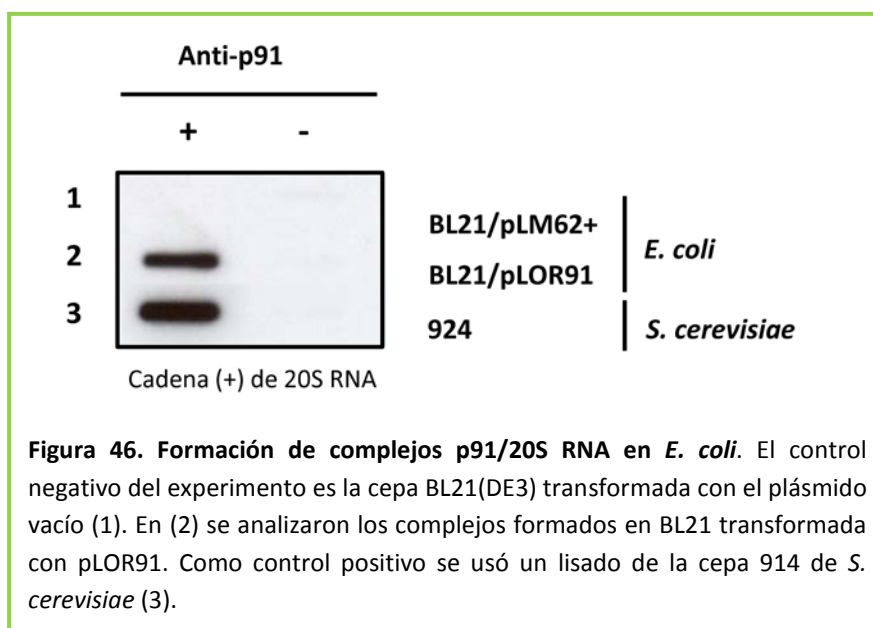 Anti-p91
+ -
1
2
3
BL21/pLM62+
BL21/pLOR91
924
E. coli
S. cerevisiae
Cadena (+) de 20S RNA
Figura 46. Formación de complejos p91/20S RNA en E. coli. El control
negativo del experimento es la cepa BL21(DE3) transformada con el plásmido
vacío (1). En (2) se analizaron los complejos formados en BL21 transformada
con pLOR91. Como control positivo se usó un lisado de la cepa 914 de S.
cerevisiae (3).